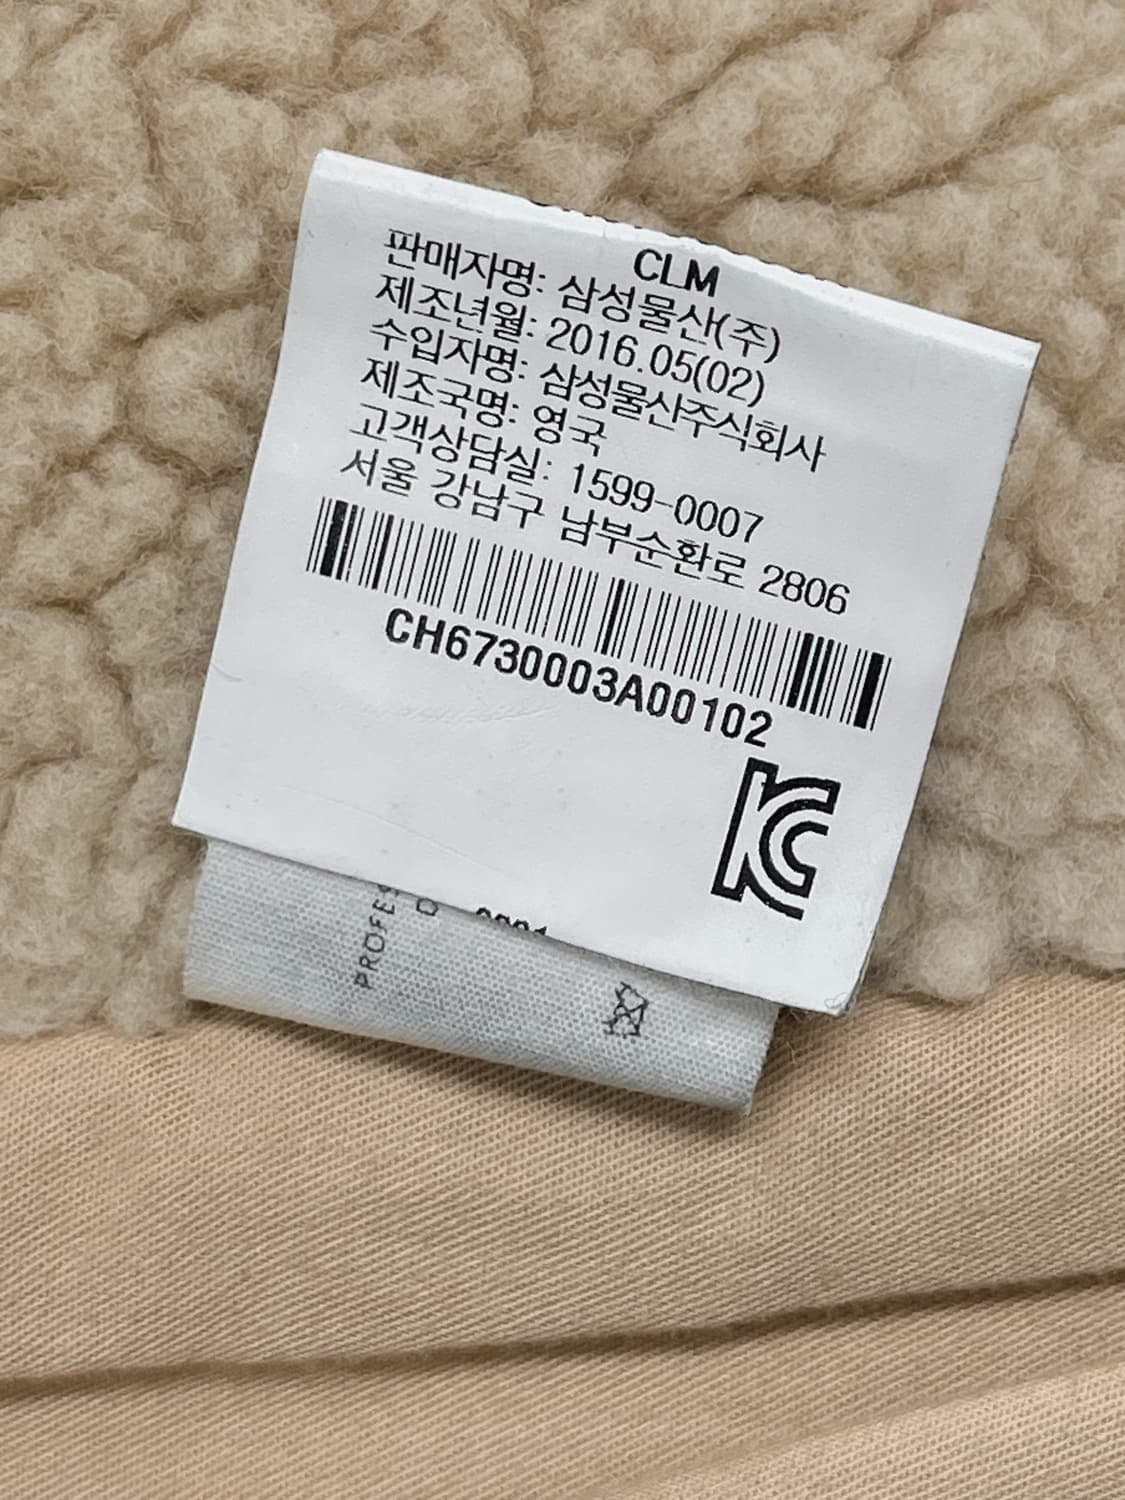 CLM
판매자명: 삼성물산(주)
제조년월: 2016.05(02)
수입자명: 삼성물산주식회사
제조국명: 영국
고객상담실: 1599-0007
서울 강남구 남부순환로 2806
CH6730003A00102
KC